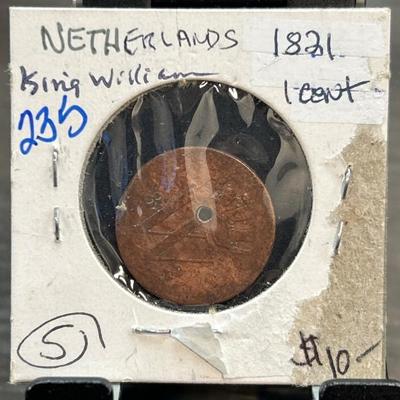 NETHERLANDS 1821
King William 1 cent
235
5 $10-